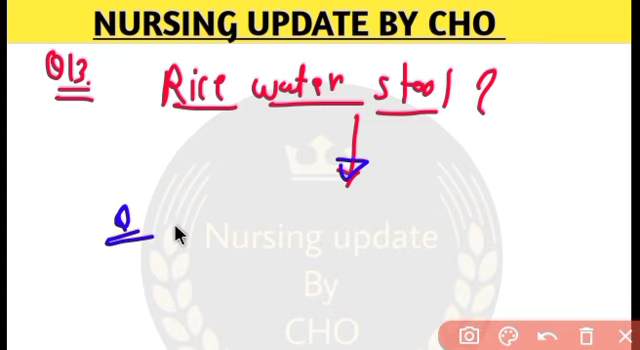 NURSING UPDATE BY CHO
Q13. Rice water stool ?
Nursing update
By
CHO